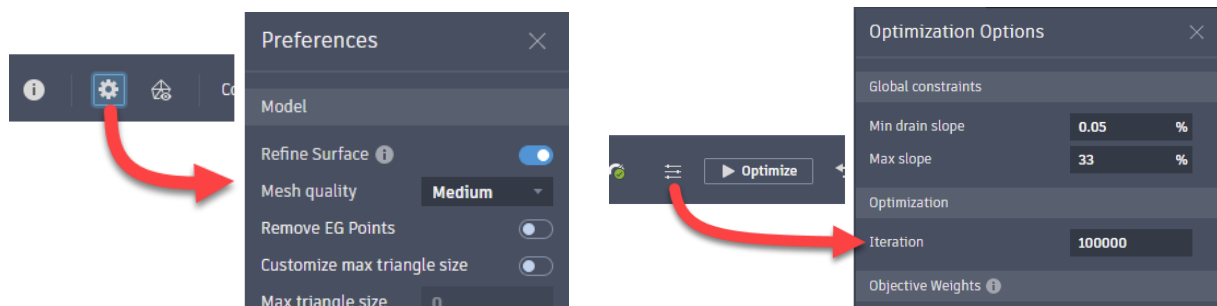 Preferences
Co
Model
Refine Surface
Mesh quality Medium
Remove EG Points
Customize max triangle size
Max triangle size 0
Optimization Options
Global constraints
Min drain slope 0.05 %
Max slope 33 %
Optimize
Optimization
Iteration 100000
Objective Weights